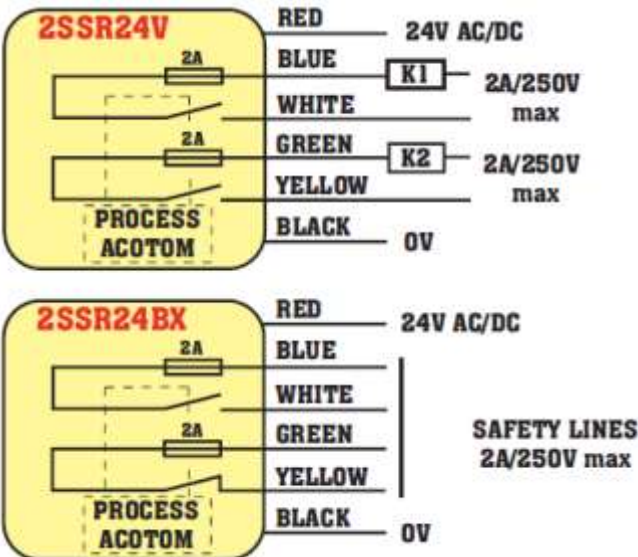 2SSR24V
RED
24V AC/DC
2A
BLUE
K1
2A/250V
max
WHITE
2A
GREEN
K2
2A/250V
max
YELLOW
PROCESS
ACOTOM
BLACK
0V
2SSR24BX
RED
24V AC/DC
2A
BLUE
WHITE
2A
GREEN
SAFETY LINES
2A/250V max
YELLOW
PROCESS
ACOTOM
BLACK
0V